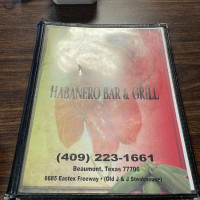 HABANERO BAR & GRILL
(409) 223-1661
Beaumont, Texas 77706
6685 Eastex Freeway • (Old J & J Steakhouse)